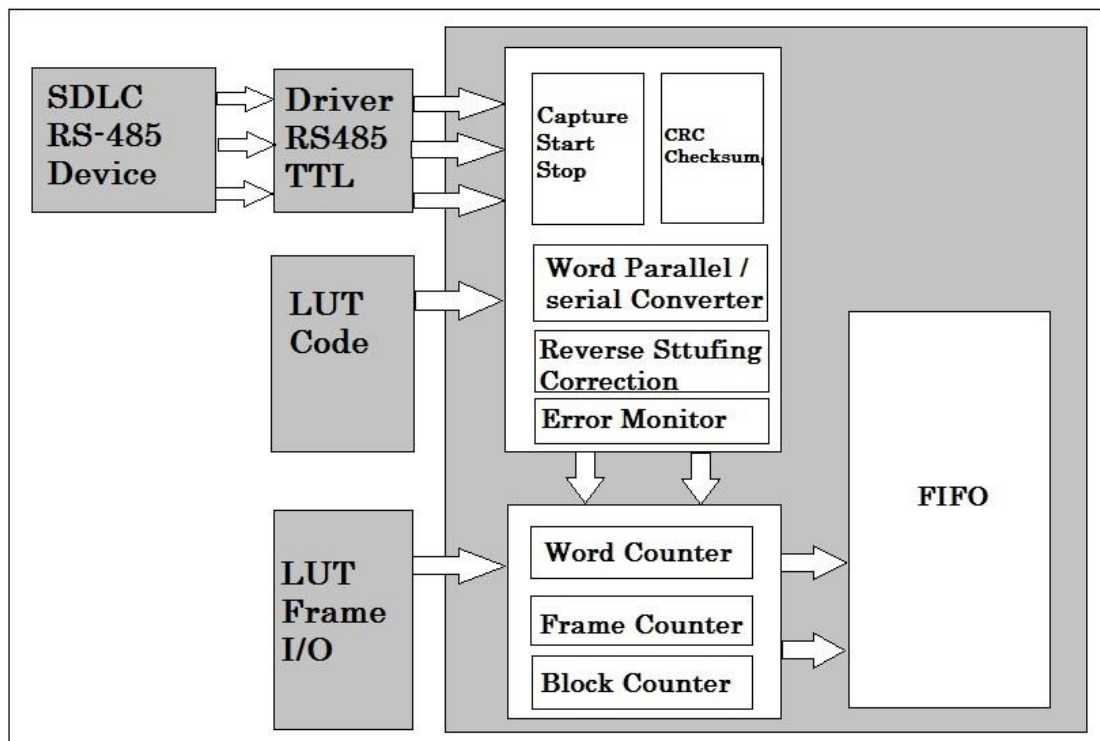 SDLC
RS-485
Device
Driver
RS485
TTL
Capture
Start
Stop
CRC
Checksum
LUT
Code
Word Parallel /
serial Converter
Reverse Sttufing
Correction
Error Monitor
LUT
Frame
I/O
Word Counter
Frame Counter
Block Counter
FIFO